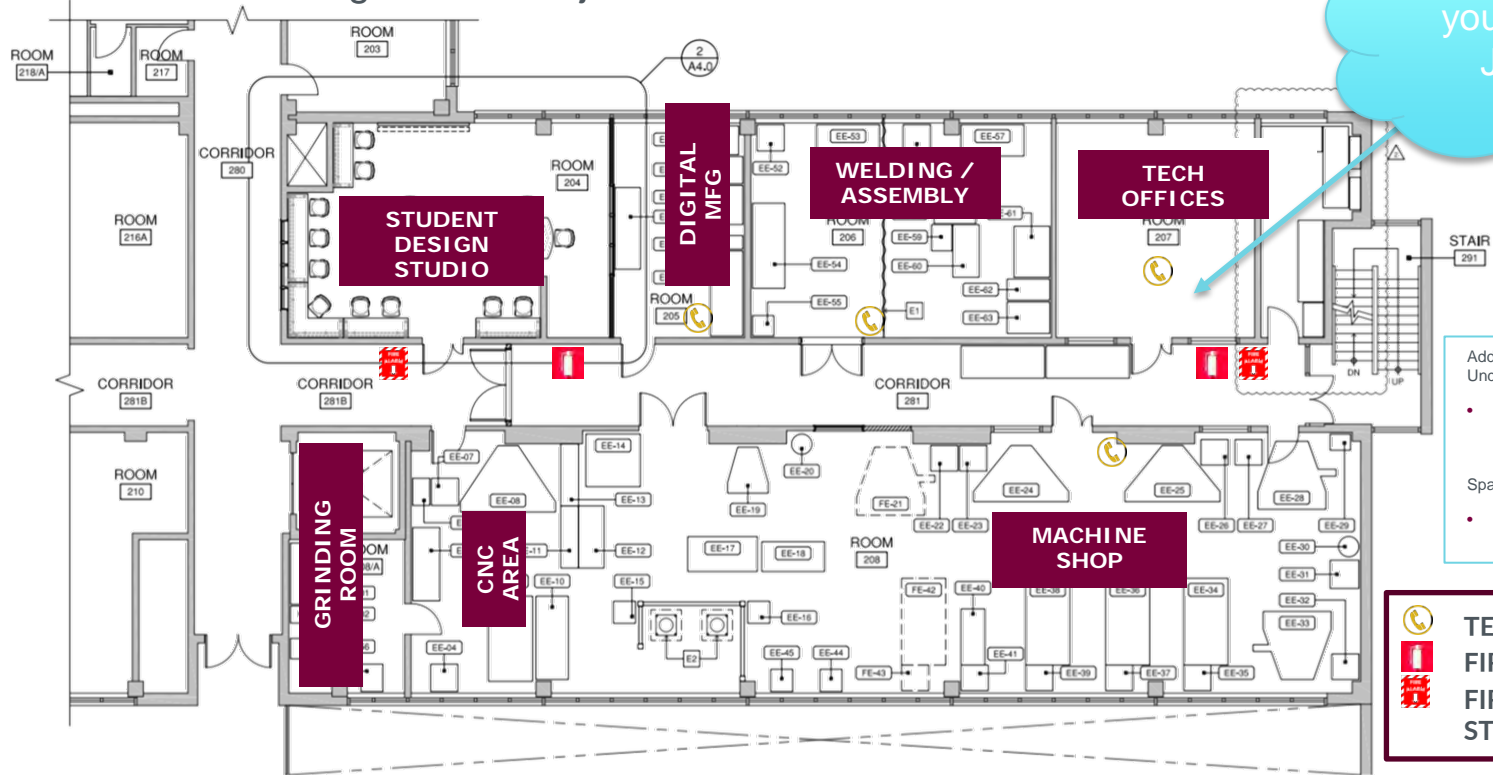 you
ROOM
203
2
A4.0
ROOM
218/A
ROOM
217
CORRIDOR
280
ROOM
204
DIGITAL
MFG
EE-53
EE-57
EE-52
WELDING /
ASSEMBLY
TECH
OFFICES
ROOM
216A
STUDENT
DESIGN
STUDIO
ROOM
206
EE-61
ROOM
207
EE-59
EE-54
EE-60
STAIR
291
ROOM
205
EE-55
E1
EE-62
EE-63
FIRE
ALARM
FIRE
ALARM
DN
UP
CORRIDOR
281B
CORRIDOR
281B
CORRIDOR
281
ROOM
210
EE-07
EE-14
EE-20
EE-08
EE-13
EE-19
FE-21
EE-24
EE-25
EE-28
EE-22
EE-23
EE-26
EE-27
EE-29
GRINDING
ROOM
CNC
AREA
EE-12
EE-17
EE-18
ROOM
208
MACHINE
SHOP
EE-30
EE-31
EE-10
EE-15
EE-16
FE-42
EE-40
EE-38
EE-36
EE-34
EE-32
EE-33
EE-04
E2
EE-45
EE-44
FE-43
EE-41
EE-39
EE-37
EE-35
TE
FIR
FIR
ST